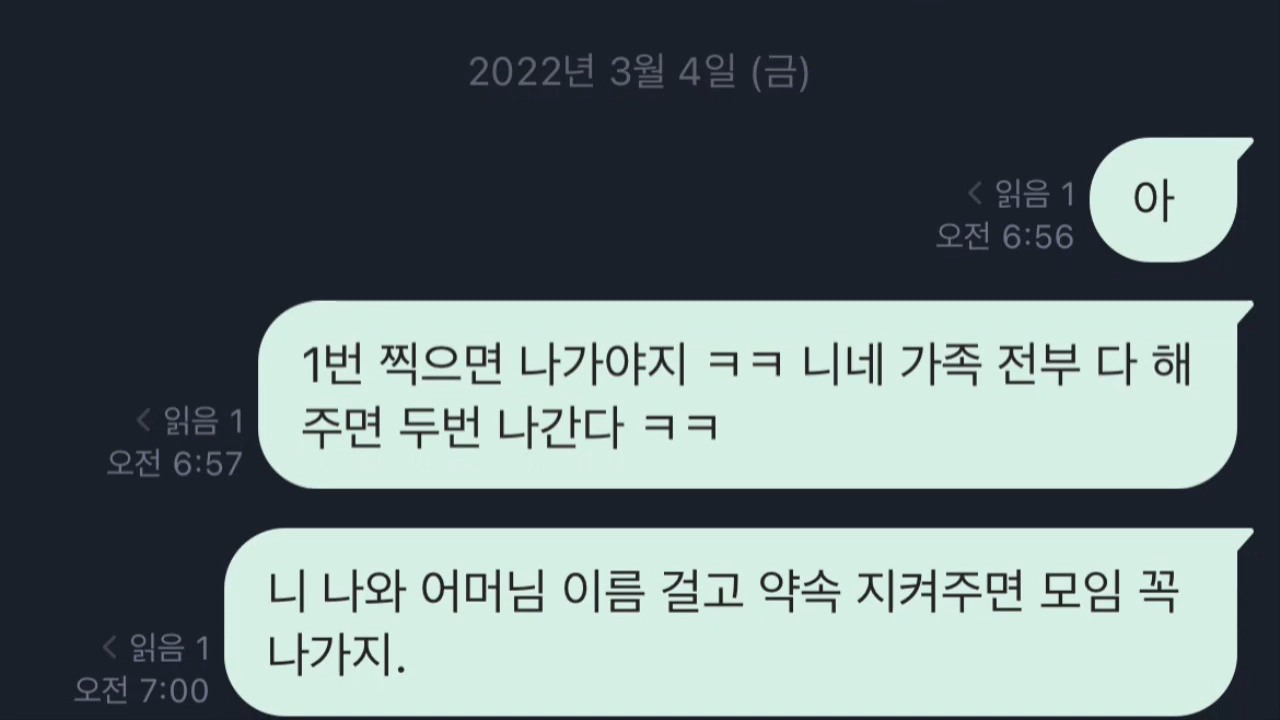 2022년 3월 4일 (금)
아
< 읽음 1
오전 6:56
1번 찍으면 나가야지 ㅋㅋ 니네 가족 전부 다 해
주면 두번 나간다 ㅋㅋ
< 읽음 1
오전 6:57
니 나와 어머님 이름 걸고 약속 지켜주면 모임 꼭
나가지.
< 읽음 1
오전 7:00